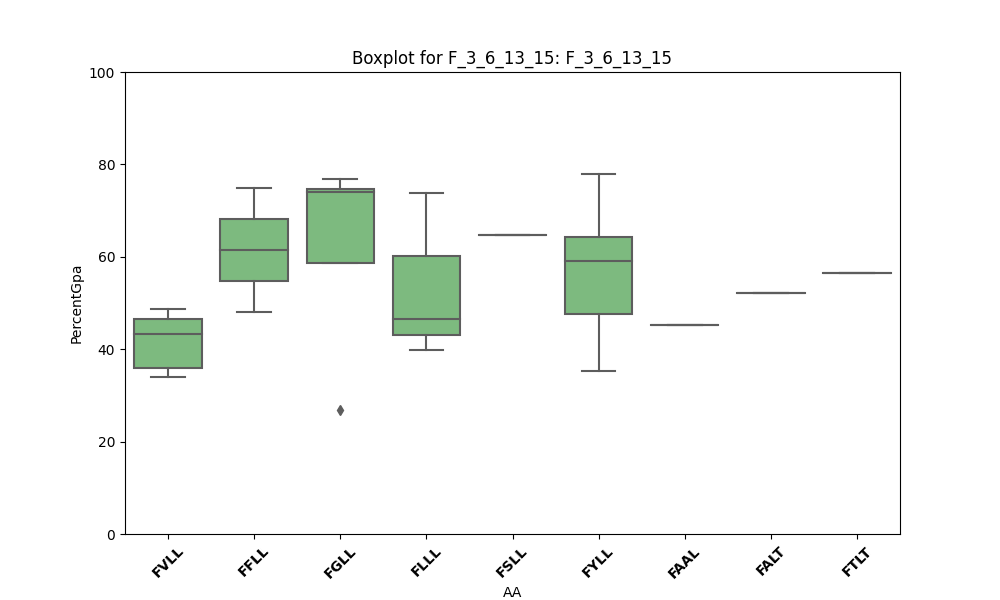 Boxplot for F_3_6_13_15: F_3_6_13_15
PercentGpa
100
80
60
40
20
0
FVLL FFLL FGLL FLLL FSLL FYLL FAAL FALT FTLT
AA